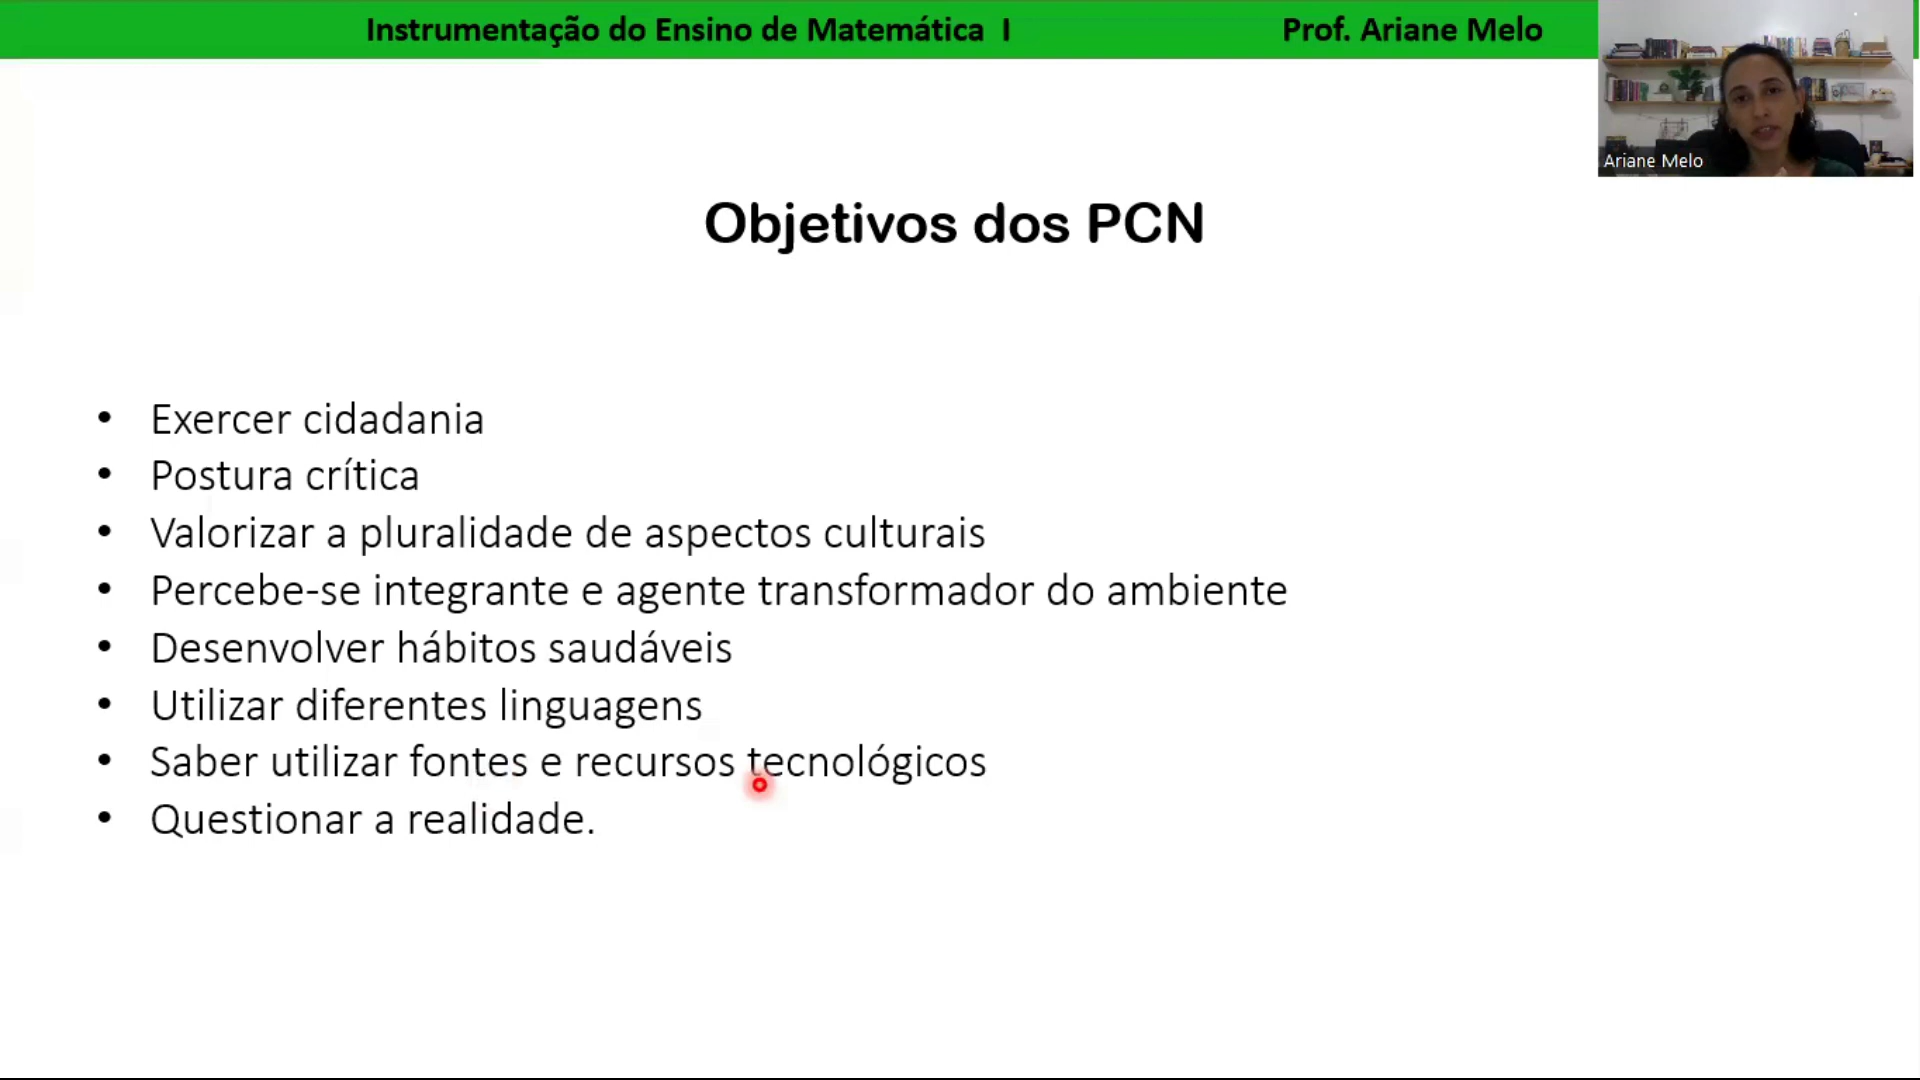 Instrumentação do Ensino de Matemática I Prof. Ariane Melo
Ariane Melo
Objetivos dos PCN
• Exercer cidadania
• Postura crítica
• Valorizar a pluralidade de aspectos culturais
• Percebe-se integrante e agente transformador do ambiente
• Desenvolver hábitos saudáveis
• Utilizar diferentes linguagens
• Saber utilizar fontes e recursos tecnológicos
• Questionar a realidade.